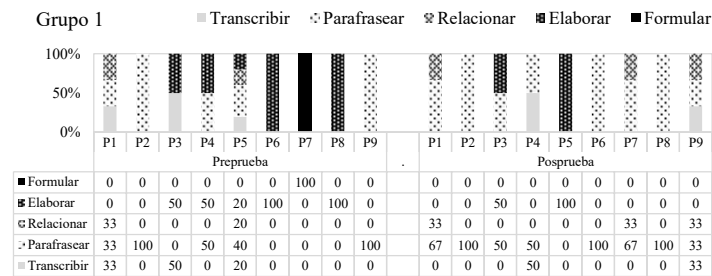 Grupo 1
Transcribir Parafrasear Relacionar Elaborar Formular
100%
50%
0%
P1 P2 P3 P4 P5 P6 P7 P8 P9 P1 P2 P3 P4 P5 P6 P7 P8 P9
Preprueba . Posprueba
Formular 0 0 0 0 0 0 100 0 0 0 0 0 0 0 0 0 0 0
Elaborar 0 0 50 50 20 100 0 100 0 0 0 50 0 100 0 0 0 0
Relacionar 33 0 0 0 20 0 0 0 0 33 0 0 0 0 0 33 0 33
Parafrasear 33 100 0 50 40 0 0 0 100 67 100 50 50 0 100 67 100 33
Transcribir 33 0 50 0 20 0 0 0 0 0 0 0 50 0 0 0 0 33